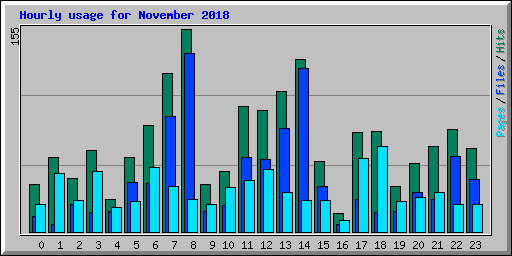 Hourly usage for November 2018
155
Pages / Files / Hits
0 1 2 3 4 5 6 7 8 9 10 11 12 13 14 15 16 17 18 19 20 21 22 23